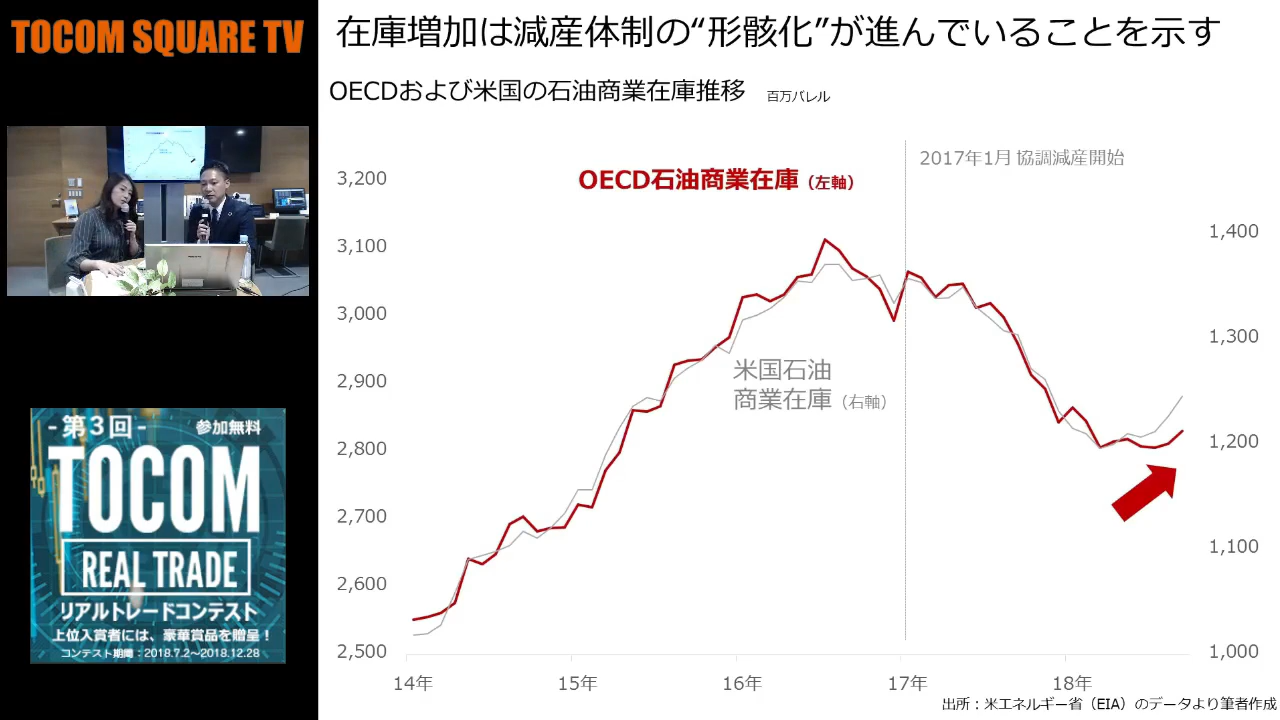 TOCOM SQUARE TV
在庫増加は減産体制の“形骸化”が進んでいることを示す
OECDおよび米国の石油商業在庫推移 百万バレル
2017年1月 協調減産開始
OECD石油商業在庫（左軸）
米国石油
商業在庫（右軸）
3,200
3,100
3,000
2,900
2,800
2,700
2,600
2,500
1,400
1,300
1,200
1,100
1,000
14年 15年 16年 17年 18年
出所：米エネルギー省（EIA）のデータより筆者作成
-第3回- 参加無料
TOCOM
REAL TRADE
リアルトレードコンテスト
上位入賞者には、豪華賞品を贈呈！
コンテスト期間：2018.7.2～2018.12.28